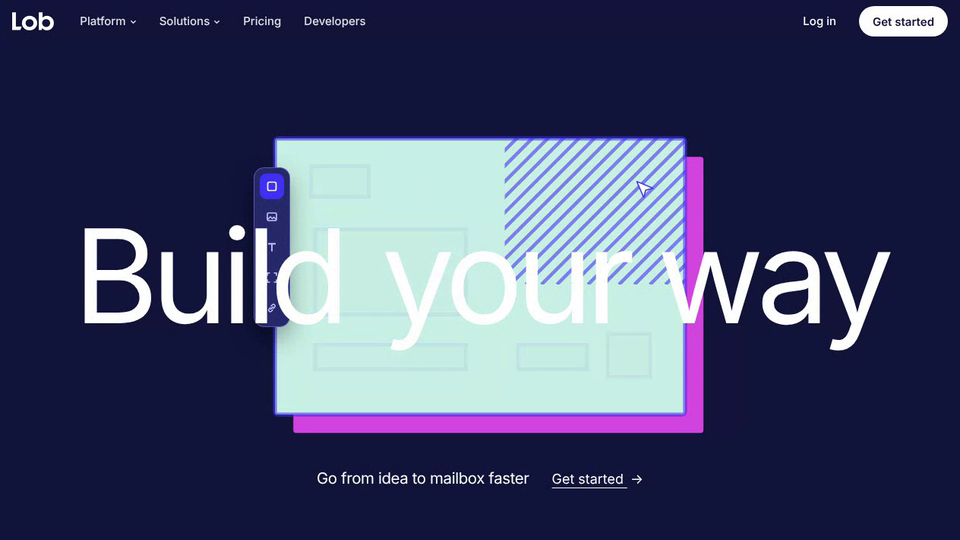 Lob Platform Solutions Pricing Developers Log in Get started
T
Build your way
Go from idea to mailbox faster Get started →